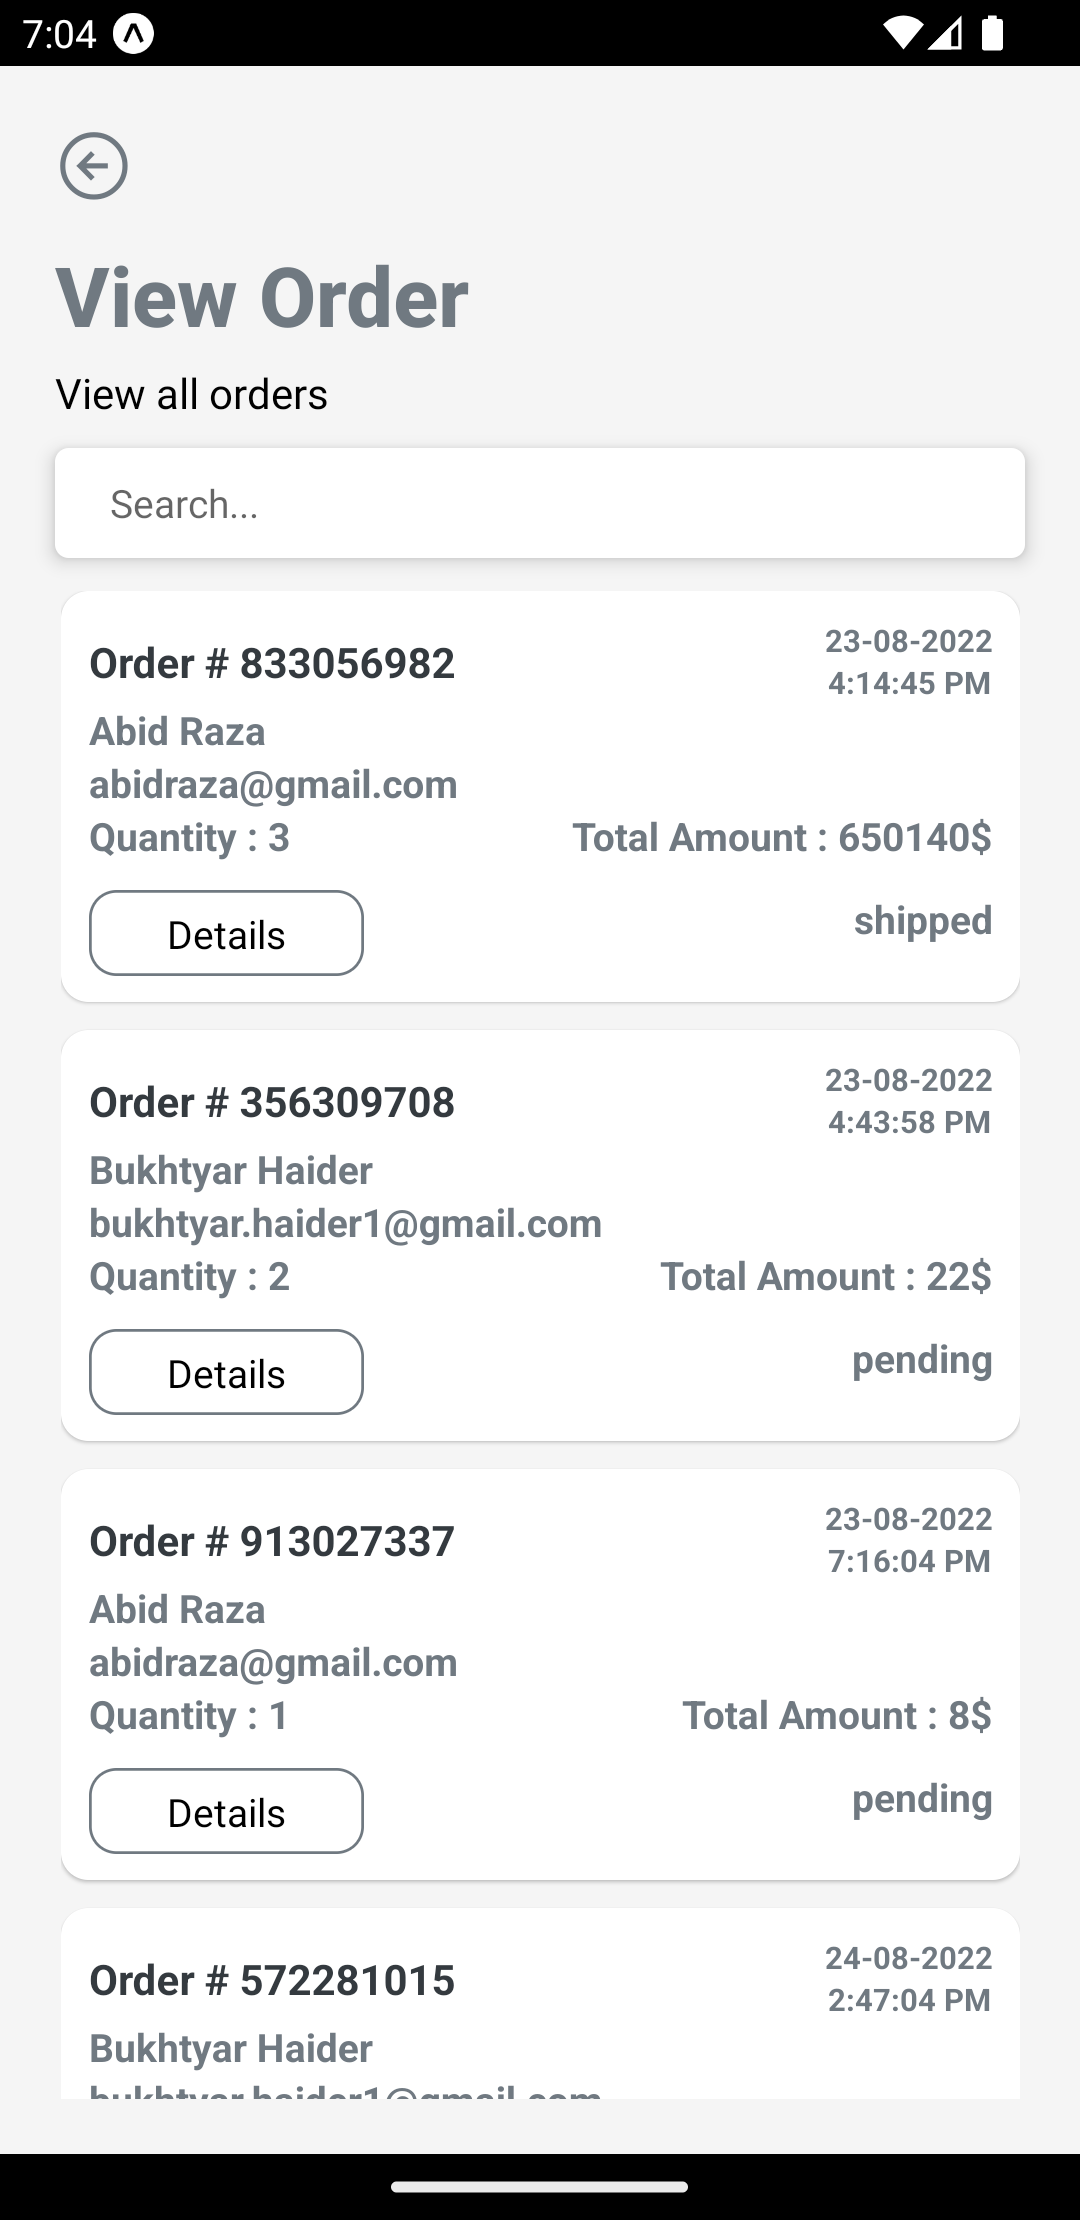 7:04
View Order
View all orders
Search...
Order # 833056982
23-08-2022
4:14:45 PM
Abid Raza
abidraza@gmail.com
Quantity : 3 Total Amount : 650140$
Details
shipped
Order # 356309708
23-08-2022
4:43:58 PM
Bukhtyar Haider
bukhtyar.haider1@gmail.com
Quantity : 2 Total Amount : 22$
Details
pending
Order # 913027337
23-08-2022
7:16:04 PM
Abid Raza
abidraza@gmail.com
Quantity : 1 Total Amount : 8$
Details
pending
Order # 572281015
24-08-2022
2:47:04 PM
Bukhtyar Haider
bukhtyar.haider1@gmail.com